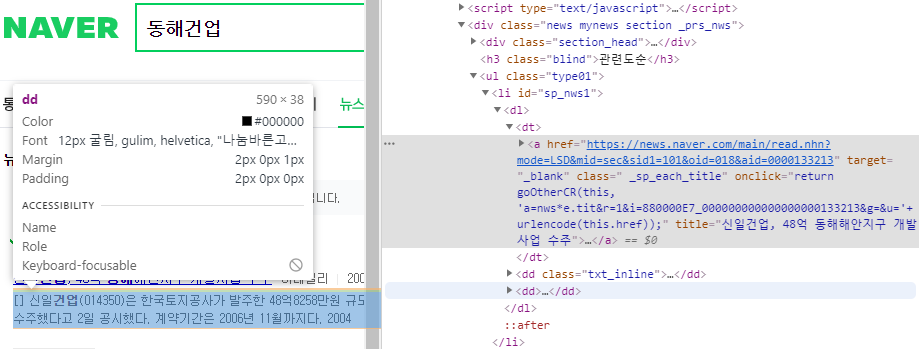 NAVER
동해건업
뉴스
dd 590 × 38
Color #000000
Font 12px 굴림, gulim, helvetica, "나눔바른고...
Margin 2px 0px 1px
Padding 2px 0px 0px
ACCESSIBILITY
Name
Role
Keyboard-focusable
니다.
[] 신일건업(014350)은 한국토지공사가 발주한 48억8258만원 규모
수주했다고 2일 공시했다. 계약기간은 2006년 11월까지다. 2004
▶<script type="text/javascript">…</script>
▼<div class="news mynews section _prs_nws">
▶<div class="section_head">…</div>
<h3 class="blind">관련도순</h3>
▼<ul class="type01">
▼<li id="sp_nws1">
▼<dl>
▼<dt>
… ▶<a href="https://news.naver.com/main/read.nhn?
mode=LSD&mid=sec&sid1=101&oid=018&aid=0000133213" target=
"_blank" class=" _sp_each_title" onclick="return
goOtherCR(this,
'a=nws*e.tit&r=1&i=880000E7_000000000000000000133213&g=&u='+
urlencode(this.href));" title="신일건업, 48억 동해해안지구 개발
사업 수주">…</a> == $0
</dt>
▶<dd class="txt_inline">…</dd>
▶<dd>…</dd>
</dl>
::after
</li>